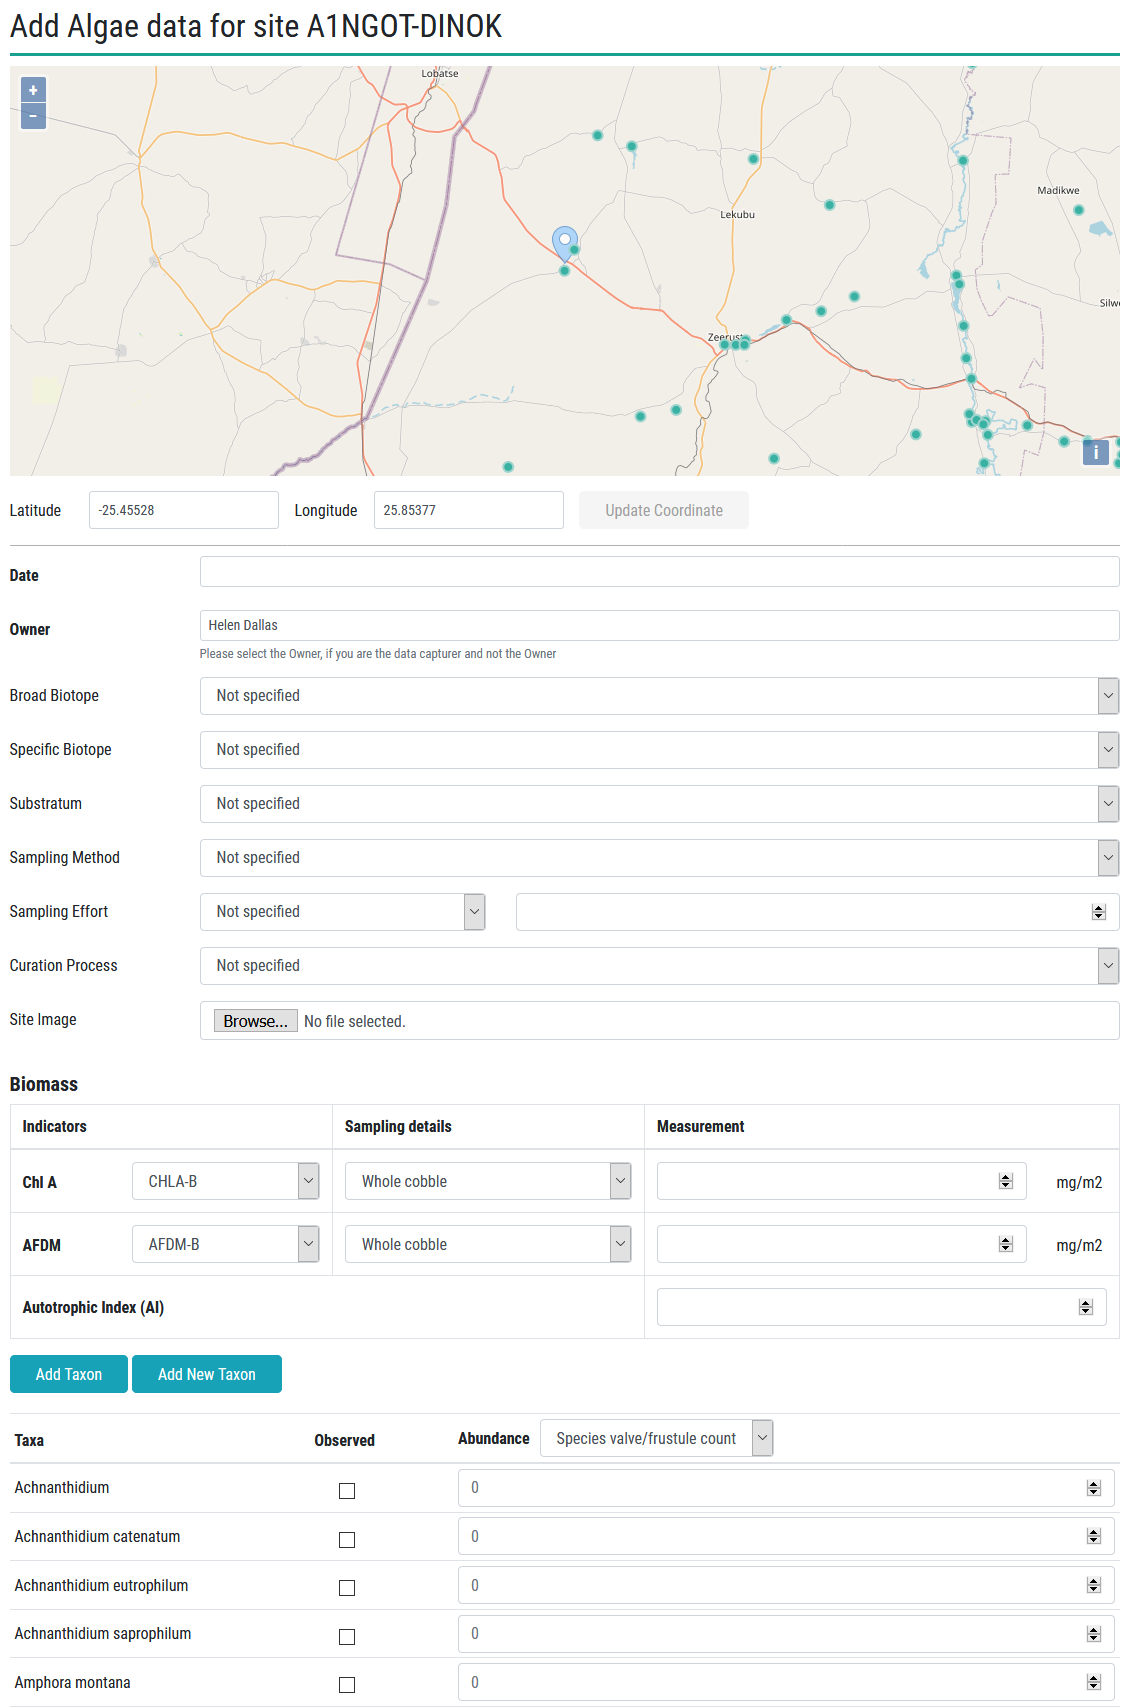 Add Algae data for site A1NGOT-DINOK
+
−
Lobatse
Madikwe
Lekubu
Silwe
Zeerust
i
Latitude -25.45528 Longitude 25.85377 Update Coordinate
Date
Owner Helen Dallas
Please select the Owner, if you are the data capturer and not the Owner
Broad Biotope Not specified
Specific Biotope Not specified
Substratum Not specified
Sampling Method Not specified
Sampling Effort Not specified
Curation Process Not specified
Site Image Browse... No file selected.
Biomass
Indicators Sampling details Measurement
Chl A CHLA-B Whole cobble mg/m2
AFDM AFDM-B Whole cobble mg/m2
Autotrophic Index (AI)
Add Taxon Add New Taxon
Taxa Observed Abundance Species valve/frustule count
Achnanthidium 0
Achnanthidium catenatum 0
Achnanthidium eutrophilum 0
Achnanthidium saprophilum 0
Amphora montana 0